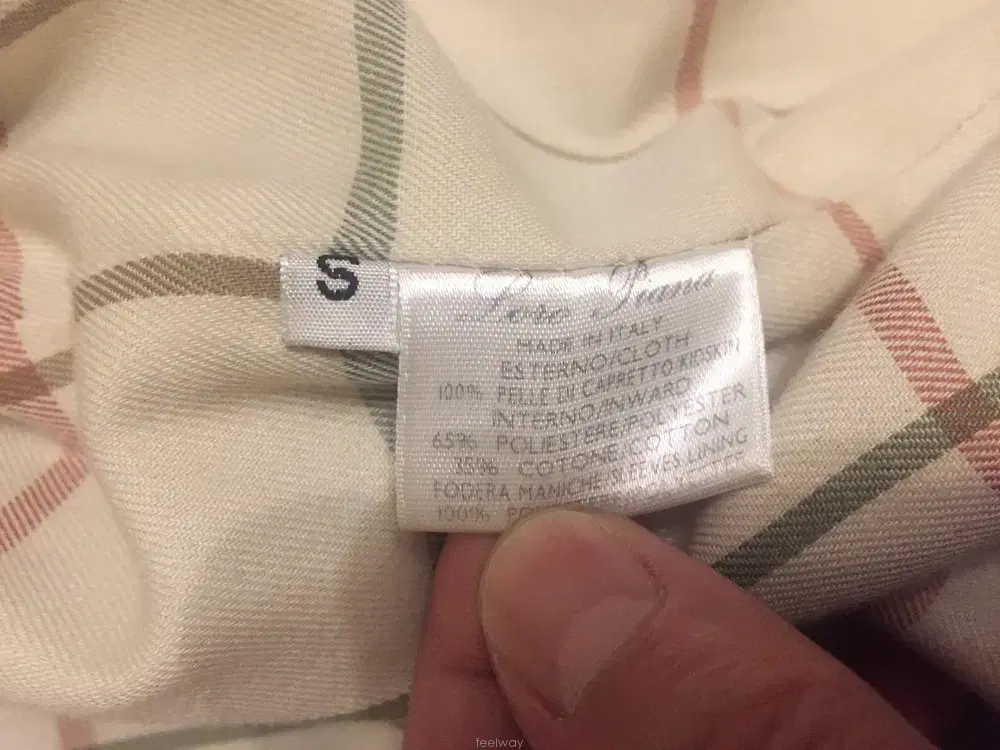 S
Loro Piana
MADE IN ITALY
ESTERNO/CLOTH
100% PELLE DI CAPRETTO/KIDSKIN
INTERNO/INWARD
65% POLIESTERE/POLYESTER
35% COTONE/COTTON
FODERA MANICHE/SLEEVES LINING
100%
feelway